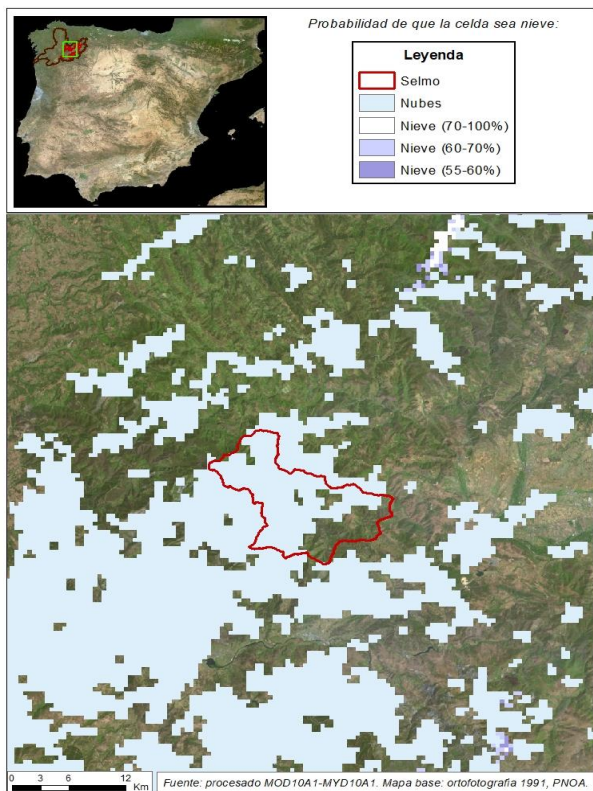 Probabilidad de que la celda sea nieve:
Leyenda
Selmo
Nubes
Nieve (70-100%)
Nieve (60-70%)
Nieve (55-60%)
0 3 6 12
Km
Fuente: procesado MOD10A1-MYD10A1. Mapa base: ortofotografia 1991, PNOA.